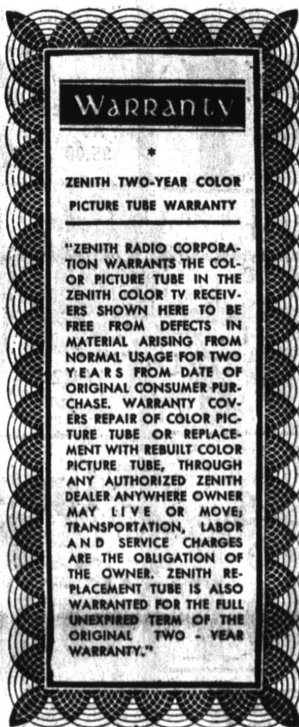 WARRANTY
*
ZENITH TWO-YEAR COLOR
PICTURE TUBE WARRANTY
"ZENITH RADIO CORPORA-
TION WARRANTS THE COL-
OR PICTURE TUBE IN THE
ZENITH COLOR TV RECEIV-
ERS SHOWN HERE TO BE
FREE FROM DEFECTS IN
MATERIAL ARISING FROM
NORMAL USAGE FOR TWO
YEARS FROM DATE OF
ORIGINAL CONSUMER PUR-
CHASE. WARRANTY COV-
ERS REPAIR OF COLOR PIC-
TURE TUBE OR REPLACE-
MENT WITH REBUILT COLOR
PICTURE TUBE, THROUGH
ANY AUTHORIZED ZENITH
DEALER ANYWHERE OWNER
MAY LIVE OR MOVE;
TRANSPORTATION, LABOR
AND SERVICE CHARGES
ARE THE OBLIGATION OF
THE OWNER. ZENITH RE-
PLACEMENT TUBE IS ALSO
WARRANTED FOR THE FULL
UNEXPIRED TERM OF THE
ORIGINAL TWO - YEAR
WARRANTY."